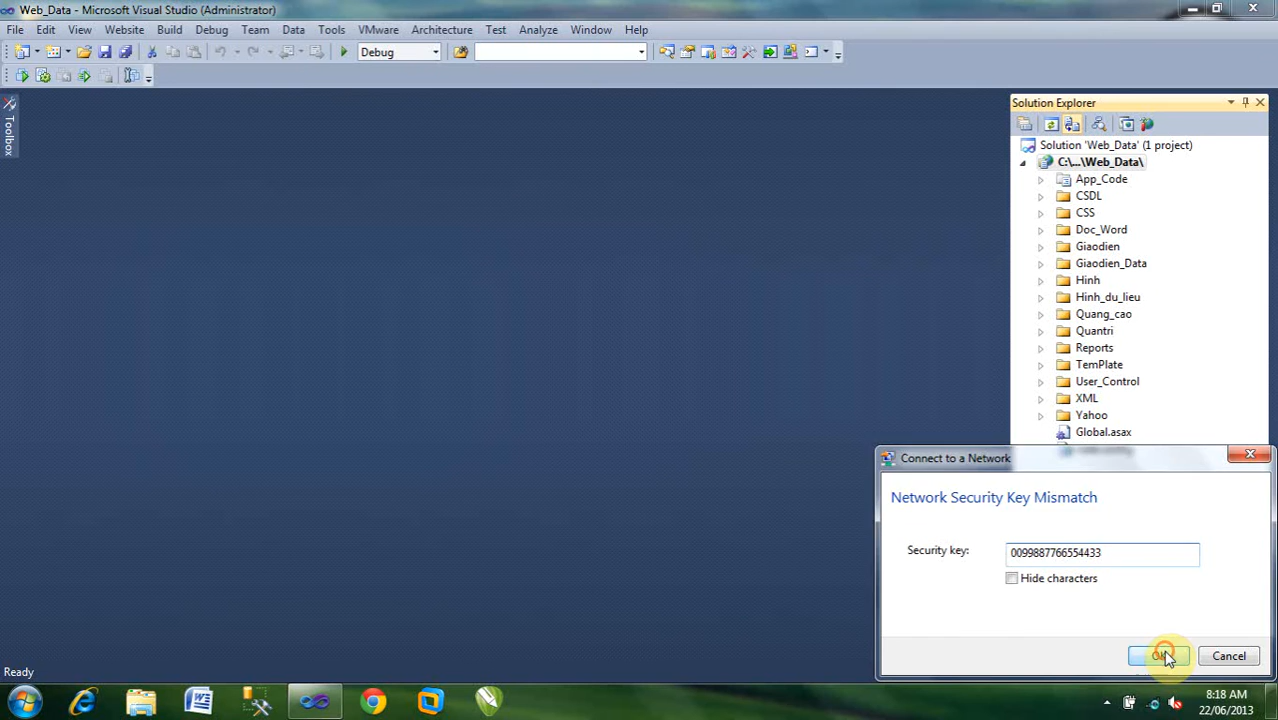 Web_Data - Microsoft Visual Studio (Administrator)
File Edit View Website Build Debug Team Data Tools VMware Architecture Test Analyze Window Help
Debug
Toolbox
Solution Explorer
Solution 'Web_Data' (1 project)
C:\...\Web_Data\
App_Code
CSDL
CSS
Doc_Word
Giaodien
Giaodien_Data
Hinh
Hinh_du_lieu
Quang_cao
Quantri
Reports
TemPlate
User_Control
XML
Yahoo
Global.asax
Connect to a Network
Network Security Key Mismatch
Security key: 0099887766554433
Hide characters
OK Cancel
Ready
8:18 AM
22/06/2013